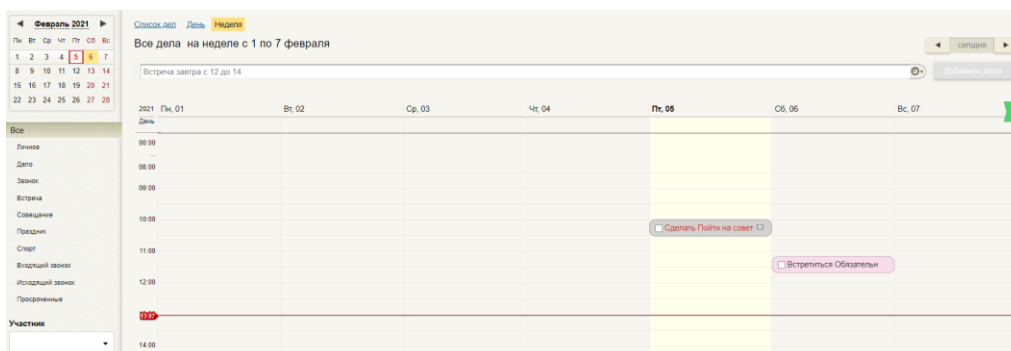 Февраль 2021
Пн Вт Ср Чт Пт Сб Вс
1 2 3 4 5 6 7
8 9 10 11 12 13 14
15 16 17 18 19 20 21
22 23 24 25 26 27 28
Все
Личное
Дело
Звонок
Встреча
Совещание
Праздник
Спорт
Входящий звонок
Исходящий звонок
Просроченные
Участник
Список дел День Неделя
Все дела на неделе с 1 по 7 февраля
сегодня
Встреча завтра с 12 до 14
Добавить дело
2021 Пн, 01 Вт, 02 Ср, 03 Чт, 04 Пт, 05 Сб, 06 Вс, 07
День
00:00
...
08:00
09:00
10:00
Сделать Пойти на совет
11:00
Встретиться Обязательн
12:00
13:07
14:00